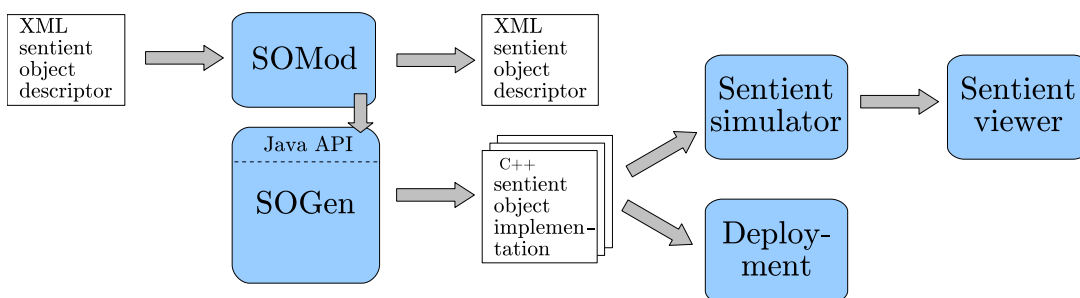 XML
sentient
object
descriptor
SOMod
XML
sentient
object
descriptor
Java API
SOGen
C++
sentient
object
implemen-
tation
Sentient
simulator
Sentient
viewer
Deploy-
ment